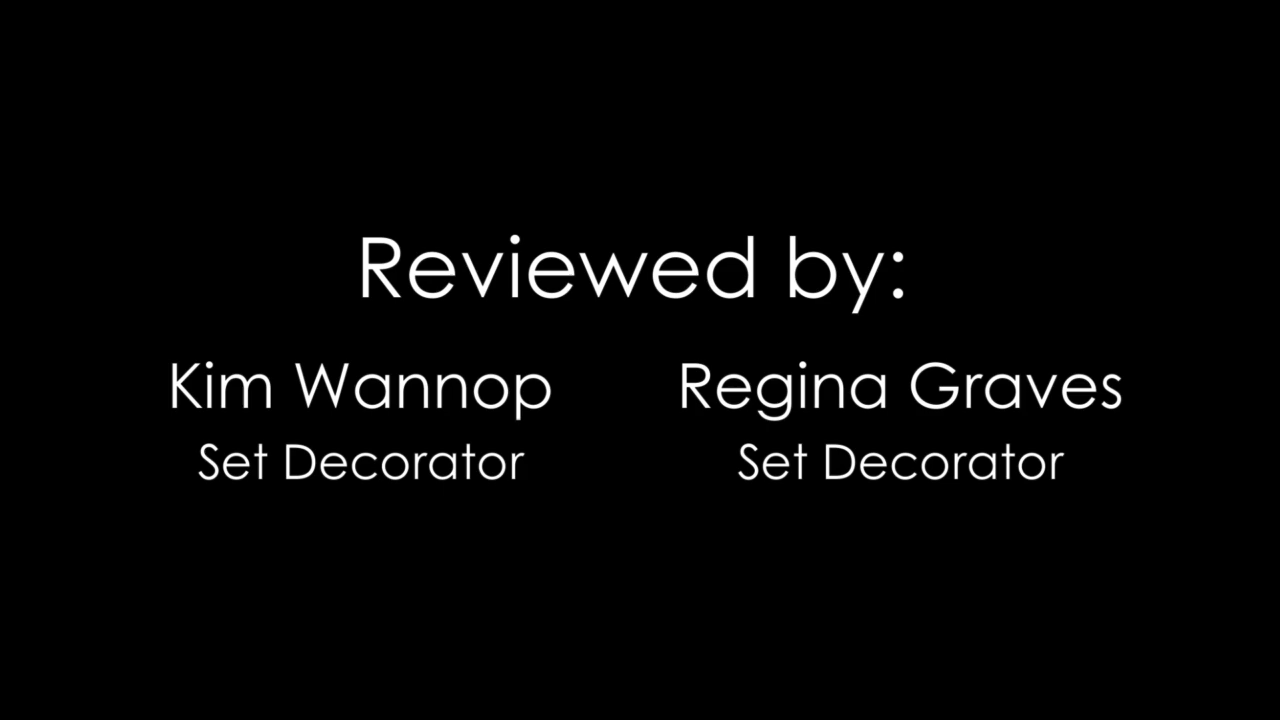 Reviewed by:
Kim Wannop
Set Decorator
Regina Graves
Set Decorator